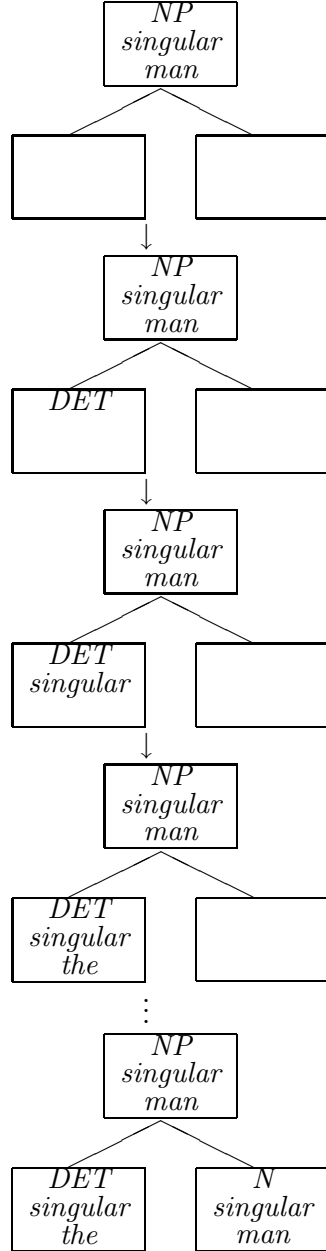 NP
singular
man
↓
NP
singular
man
DET
↓
NP
singular
man
DET
singular
↓
NP
singular
man
DET
singular
the
⋮
NP
singular
man
DET N
singular singular
the man